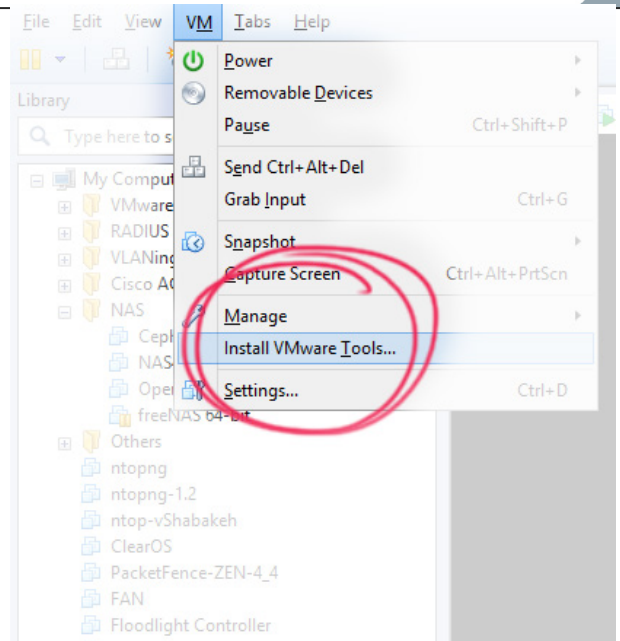 File Edit View VM Tabs Help
Power
Library
Removable Devices
Pause Ctrl+Shift+P
Type here to s
Send Ctrl+Alt+Del
My Comput
Grab Input Ctrl+G
VMware
RADIUS
Snapshot
VLANing
Capture Screen Ctrl+Alt+PrtScn
Cisco AC
NAS
Manage
Ceph
Install VMware Tools...
NAS
Open
Settings... Ctrl+D
freeNAS 64-bit
Others
ntopng
ntopng-1.2
ntop-vShabakeh
ClearOS
PacketFence-ZEN-4_4
FAN
Floodlight Controller